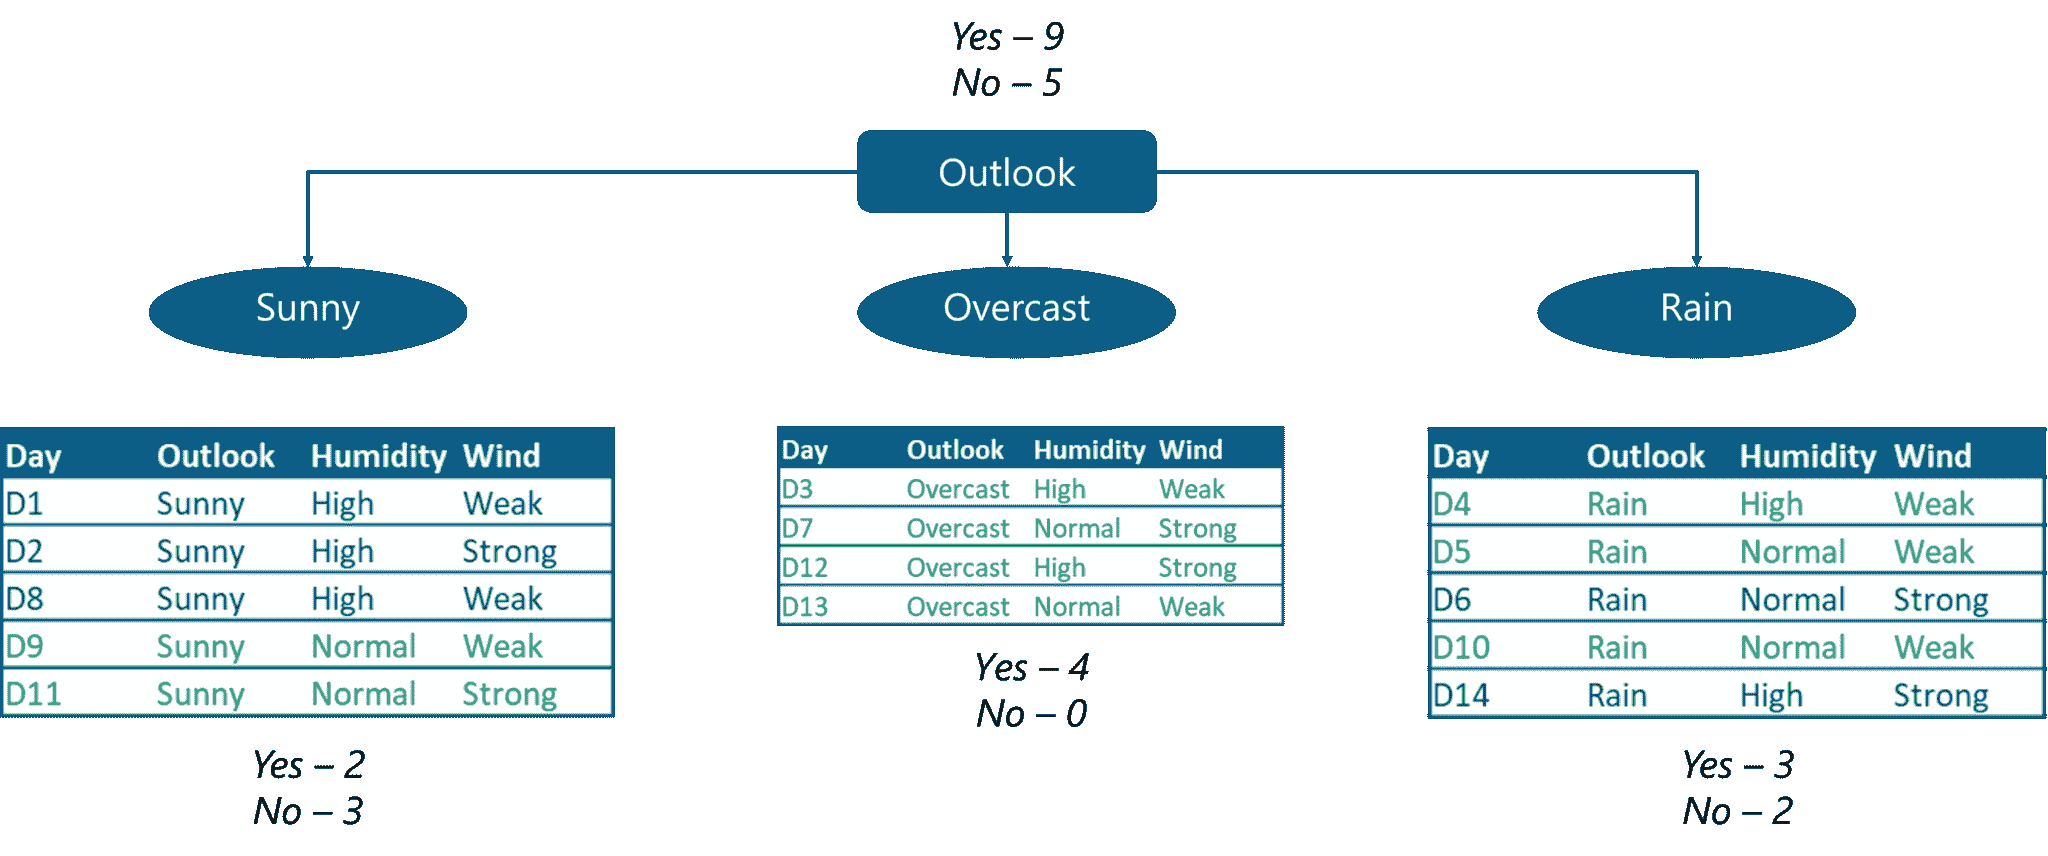 Yes – 9
No – 5
Outlook
Sunny
Overcast
Rain
Day Outlook Humidity Wind
D1 Sunny High Weak
D2 Sunny High Strong
D8 Sunny High Weak
D9 Sunny Normal Weak
D11 Sunny Normal Strong
Yes – 2
No – 3
Day Outlook Humidity Wind
D3 Overcast High Weak
D7 Overcast Normal Strong
D12 Overcast High Strong
D13 Overcast Normal Weak
Yes – 4
No – 0
Day Outlook Humidity Wind
D4 Rain High Weak
D5 Rain Normal Weak
D6 Rain Normal Strong
D10 Rain Normal Weak
D14 Rain High Strong
Yes – 3
No – 2